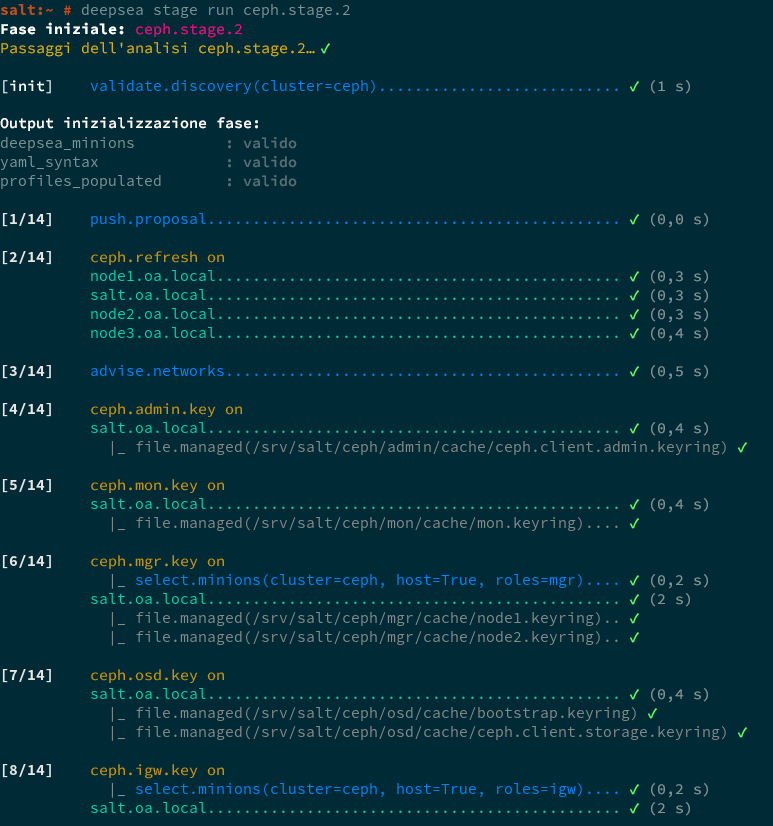 salt:~ # deepsea stage run ceph.stage.2
Fase iniziale: ceph.stage.2
Passaggi dell'analisi ceph.stage.2… ✓
[init] validate.discovery(cluster=ceph)........................... ✓ (1 s)
Output inizializzazione fase:
deepsea_minions : valido
yaml_syntax : valido
profiles_populated : valido
[1/14] push.proposal.............................................. ✓ (0,0 s)
[2/14] ceph.refresh on
node1.oa.local............................................. ✓ (0,3 s)
salt.oa.local.............................................. ✓ (0,3 s)
node2.oa.local............................................. ✓ (0,3 s)
node3.oa.local............................................. ✓ (0,4 s)
[3/14] advise.networks............................................ ✓ (0,5 s)
[4/14] ceph.admin.key on
salt.oa.local.............................................. ✓ (0,4 s)
|_ file.managed(/srv/salt/ceph/admin/cache/ceph.client.admin.keyring) ✓
[5/14] ceph.mon.key on
salt.oa.local.............................................. ✓ (0,4 s)
|_ file.managed(/srv/salt/ceph/mon/cache/mon.keyring).... ✓
[6/14] ceph.mgr.key on
|_ select.minions(cluster=ceph, host=True, roles=mgr).... ✓ (0,2 s)
salt.oa.local.............................................. ✓ (2 s)
|_ file.managed(/srv/salt/ceph/mgr/cache/node1.keyring).. ✓
|_ file.managed(/srv/salt/ceph/mgr/cache/node2.keyring).. ✓
[7/14] ceph.osd.key on
salt.oa.local.............................................. ✓ (0,4 s)
|_ file.managed(/srv/salt/ceph/osd/cache/bootstrap.keyring) ✓
|_ file.managed(/srv/salt/ceph/osd/cache/ceph.client.storage.keyring) ✓
[8/14] ceph.igw.key on
|_ select.minions(cluster=ceph, host=True, roles=igw).... ✓ (0,2 s)
salt.oa.local.............................................. ✓ (2 s)